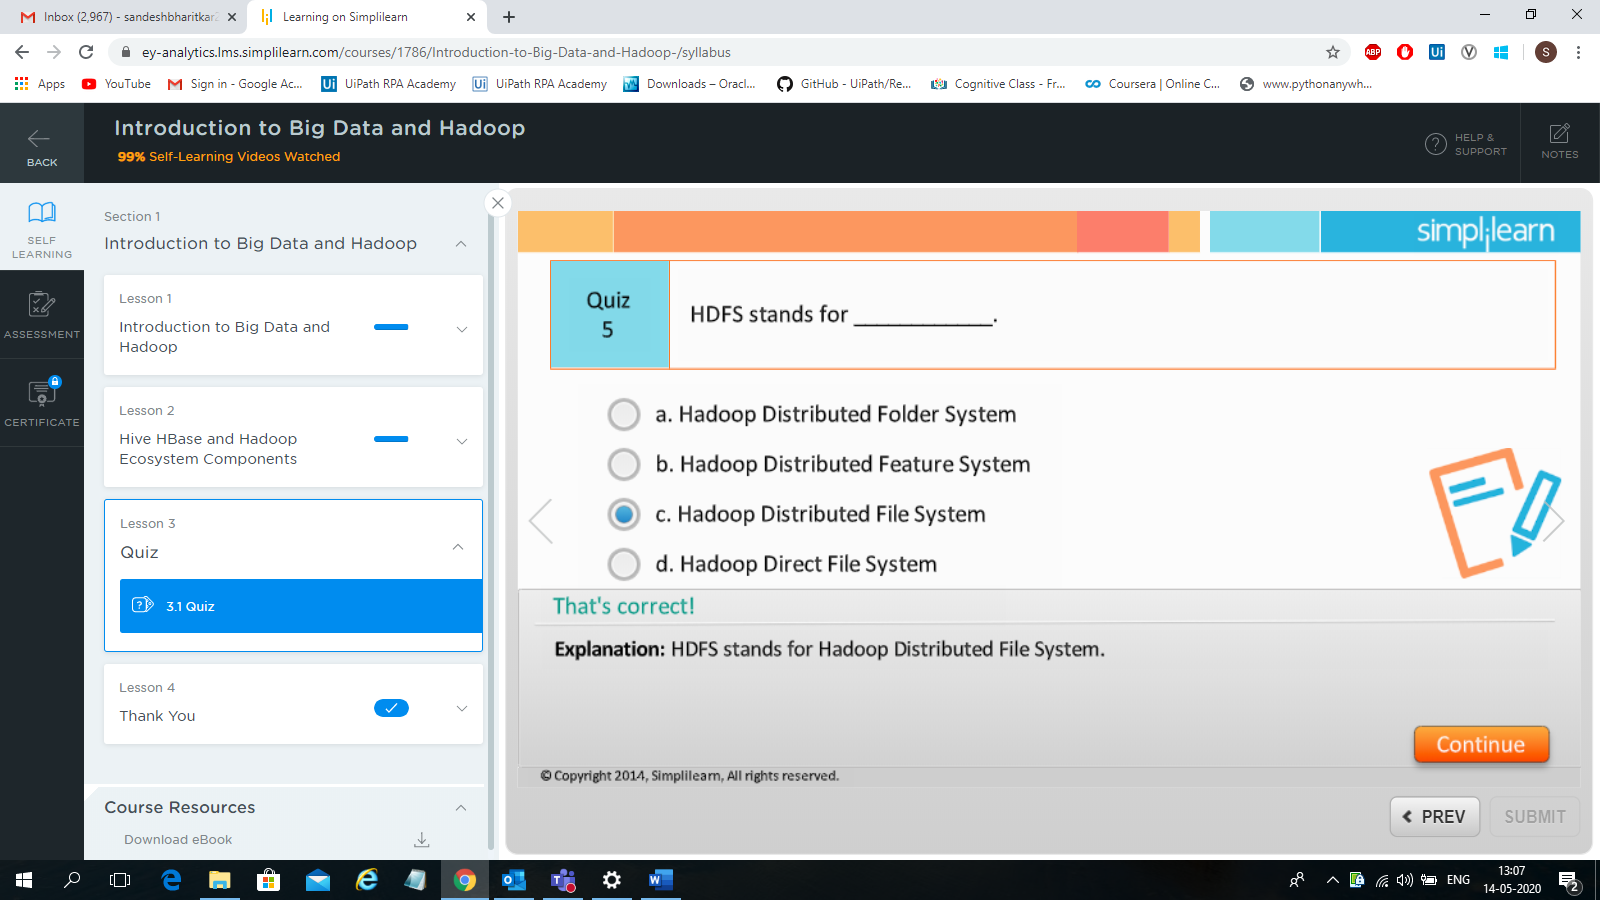 Inbox (2,967) - sandeshbharitkar2
Learning on Simplilearn
ey-analytics.lms.simplilearn.com/courses/1786/Introduction-to-Big-Data-and-Hadoop-/syllabus
ABP
Ui
S
Apps
YouTube
Sign in - Google Ac...
Ui
UiPath RPA Academy
Ui
UiPath RPA Academy
Downloads – Oracl...
GitHub - UiPath/Re...
Cognitive Class - Fr...
Coursera | Online C...
www.pythonanywh...
BACK
Introduction to Big Data and Hadoop
99% Self-Learning Videos Watched
HELP &
SUPPORT
NOTES
SELF
LEARNING
ASSESSMENT
CERTIFICATE
Section 1
Introduction to Big Data and Hadoop
Lesson 1
Introduction to Big Data and
Hadoop
Lesson 2
Hive HBase and Hadoop
Ecosystem Components
Lesson 3
Quiz
3.1 Quiz
Lesson 4
Thank You
Course Resources
Download eBook
simplilearn
Quiz
5
HDFS stands for ____________.
a. Hadoop Distributed Folder System
b. Hadoop Distributed Feature System
c. Hadoop Distributed File System
d. Hadoop Direct File System
That's correct!
Explanation: HDFS stands for Hadoop Distributed File System.
Continue
© Copyright 2014, Simplilearn, All rights reserved.
PREV
SUBMIT
ENG
13:07
14-05-2020
2